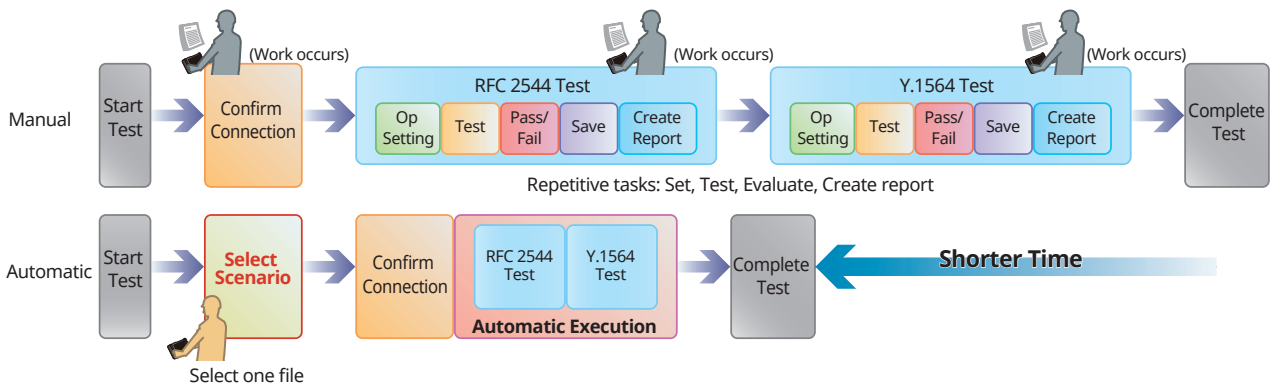 (Work occurs)
(Work occurs)
(Work occurs)
Manual
Start
Test
Confirm
Connection
RFC 2544 Test
Op
Setting
Test
Pass/
Fail
Save
Create
Report
Y.1564 Test
Op
Setting
Test
Pass/
Fail
Save
Create
Report
Complete
Test
Repetitive tasks: Set, Test, Evaluate, Create report
Automatic
Start
Test
Select
Scenario
Select one file
Confirm
Connection
RFC 2544
Test
Y.1564
Test
Automatic Execution
Complete
Test
Shorter Time